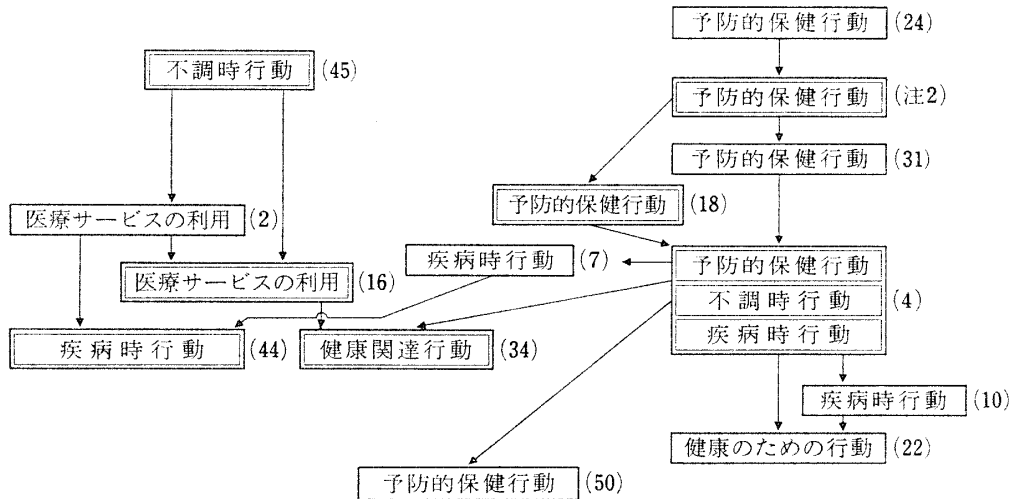 予防的保健行動 (24)
不調時行動 (45)
予防的保健行動 (注2)
予防的保健行動 (31)
予防的保健行動 (18)
医療サービスの利用 (2)
疾病時行動 (7)
予防的保健行動
不調時行動 (4)
疾病時行動
医療サービスの利用 (16)
疾病時行動 (44)
健康関達行動 (34)
疾病時行動 (10)
健康のための行動 (22)
予防的保健行動 (50)